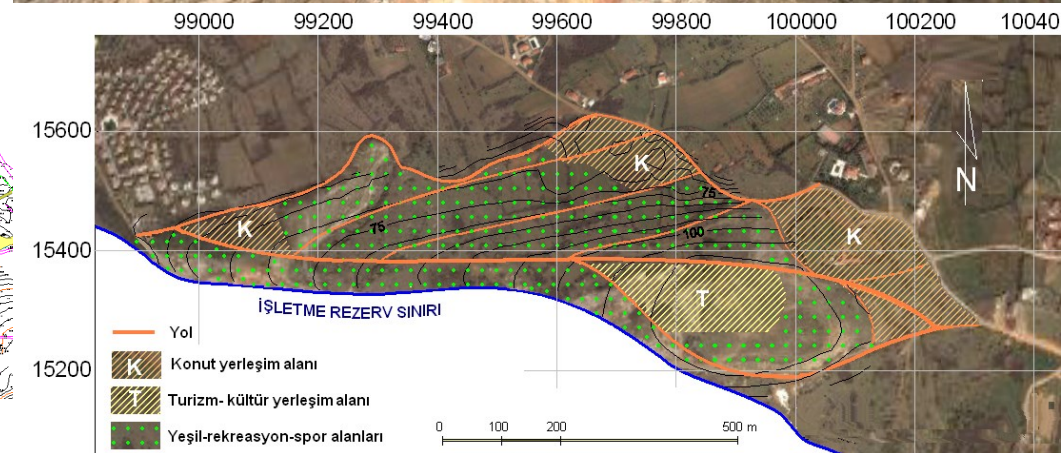 99000 99200 99400 99600 99800 100000 100200 10040
15600
K
75
15400
K
75
100
K
T
İŞLETME REZERV SINIRI
N
15200
Yol
K Konut yerleşim alanı
T Turizm- kültür yerleşim alanı
Yeşil-rekreasyon-spor alanları
0 100 200 500 m